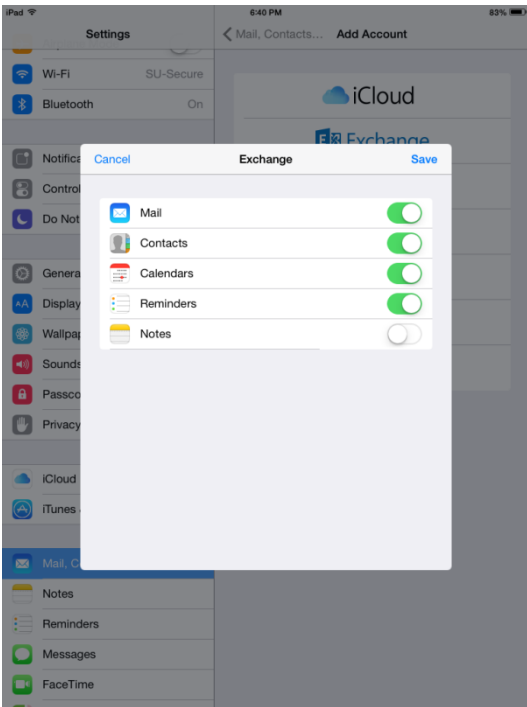 iPad 6:40 PM 83%
Settings
Mail, Contacts... Add Account
Wi-Fi SU-Secure
Bluetooth On
iCloud
Exchange
Cancel Exchange Save
Notifica
Control
Do Not
Mail
Contacts
Calendars
Reminders
Notes
Genera
AA Display
Wallpap
Sounds
Passco
Privacy
iCloud
iTunes
Mail, C
Notes
Reminders
Messages
FaceTime